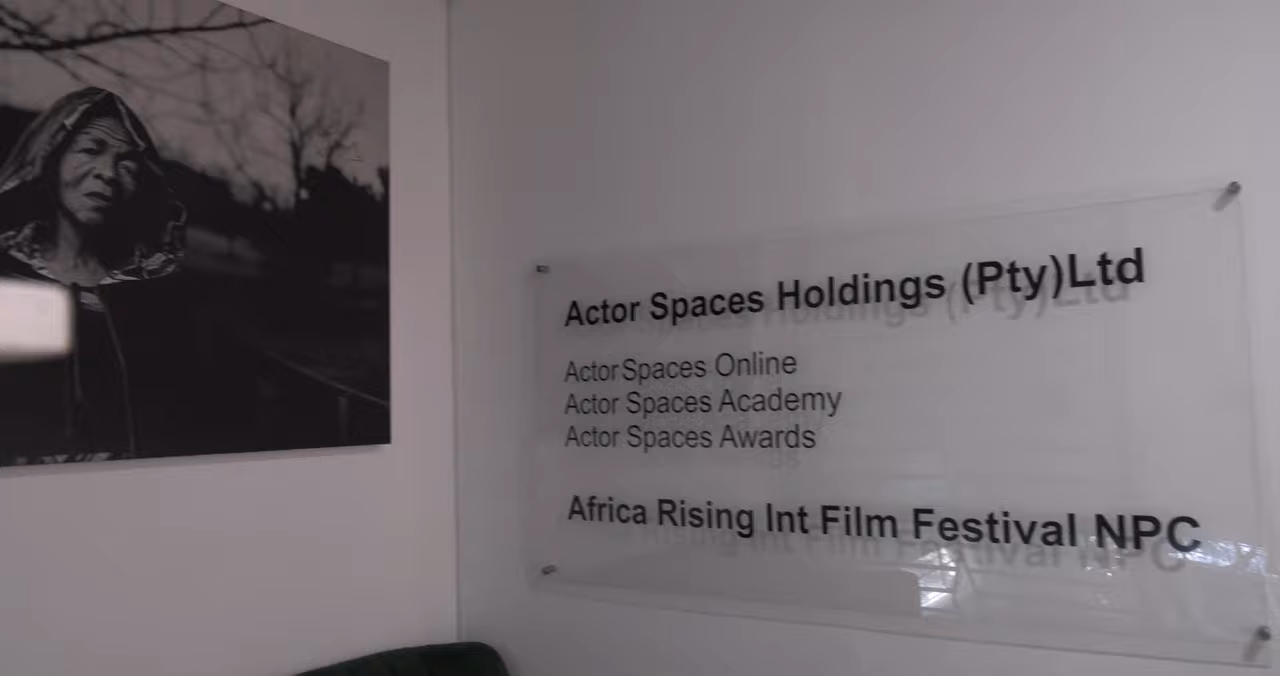 Actor Spaces Holdings (Pty)Ltd
Actor Spaces Online
Actor Spaces Academy
Actor Spaces Awards
Africa Rising Int Film Festival NPC